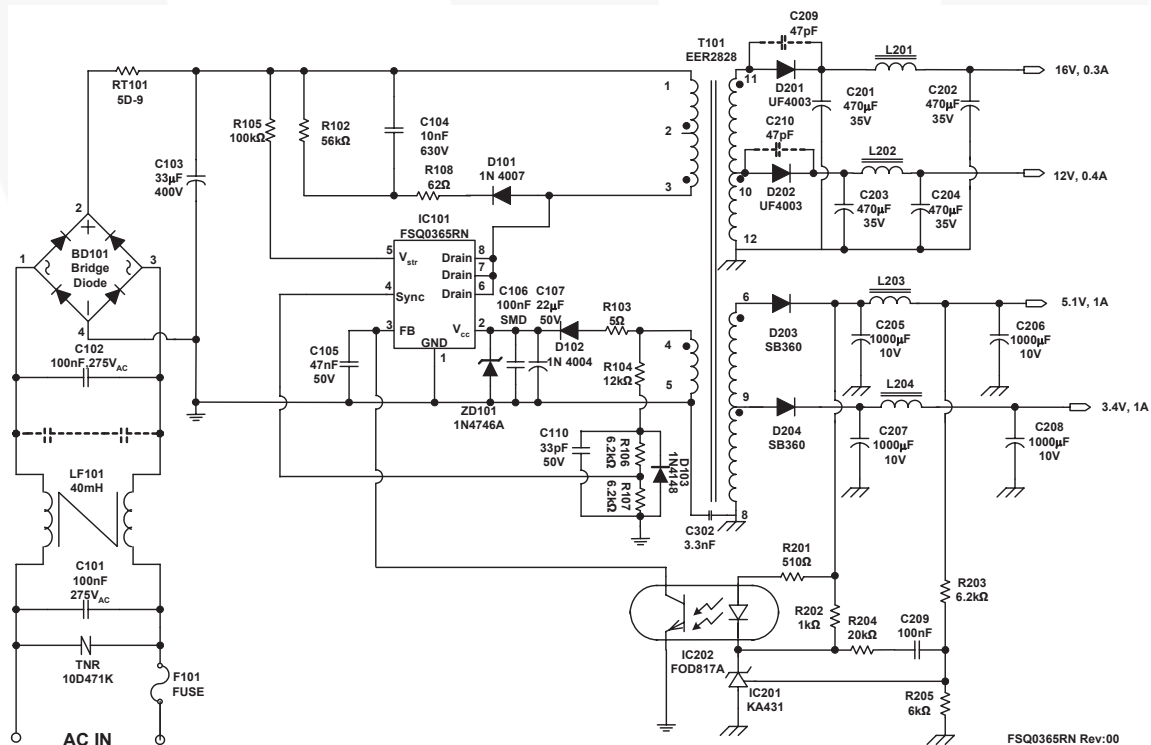 C209
47pF
T101
EER2828
L201
16V, 0.3A
RT101
5D-9
1
11
D201
UF4003
C201
470µF
35V
C202
470µF
35V
R105
100kΩ
R102
56kΩ
C104
10nF
630V
2
C210
47pF
L202
C103
33µF
400V
R108
62Ω
D101
1N 4007
3
10
D202
UF4003
12V, 0.4A
C203
470µF
35V
C204
470µF
35V
IC101
FSQ0365RN
2
1
BD101
Bridge
Diode
3
4
5
Vstr
Drain
8
Drain
7
Drain
6
4
Sync
3
FB
Vcc
2
GND
1
12
L203
6
5.1V, 1A
D203
SB360
C205
1000µF
10V
C206
1000µF
10V
C106
100nF
SMD
C107
22µF
50V
R103
5Ω
D102
1N 4004
4
5
R104
12kΩ
C105
47nF
50V
C102
100nF,275VAC
ZD101
1N4746A
L204
9
3.4V, 1A
D204
SB360
C207
1000µF
10V
C208
1000µF
10V
C110
33pF
50V
R106
6.2kΩ
R107
6.2kΩ
D103
1N4148
LF101
40mH
8
C302
3.3nF
C101
100nF
275VAC
R201
510Ω
R203
6.2kΩ
R202
1kΩ
R204
20kΩ
C209
100nF
TNR
10D471K
F101
FUSE
IC202
FOD817A
IC201
KA431
R205
6kΩ
AC IN
FSQ0365RN Rev:00